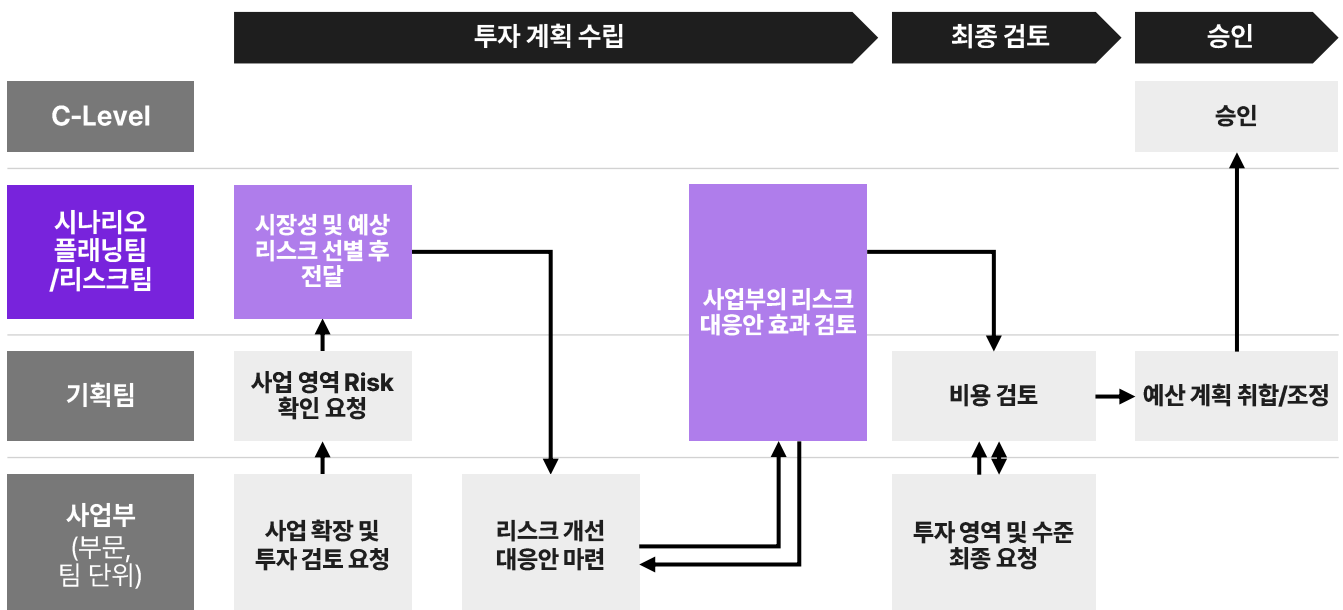 투자 계획 수립
최종 검토
승인
C-Level
승인
시나리오
플래닝팀
/리스크팀
시장성 및 예상
리스크 선별 후
전달
사업부의 리스크
대응안 효과 검토
기획팀
사업 영역 Risk
확인 요청
비용 검토
예산 계획 취합/조정
사업부
(부문,
팀 단위)
사업 확장 및
투자 검토 요청
리스크 개선
대응안 마련
투자 영역 및 수준
최종 요청